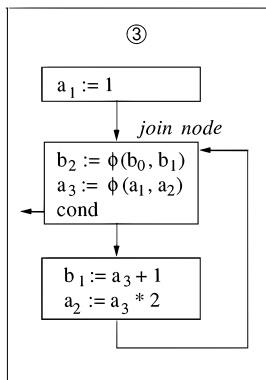 ③
a₁ := 1
join node
b₂ := ϕ(b₀, b₁)
a₃ := ϕ(a₁, a₂)
cond
b₁ := a₃ + 1
a₂ := a₃ * 2